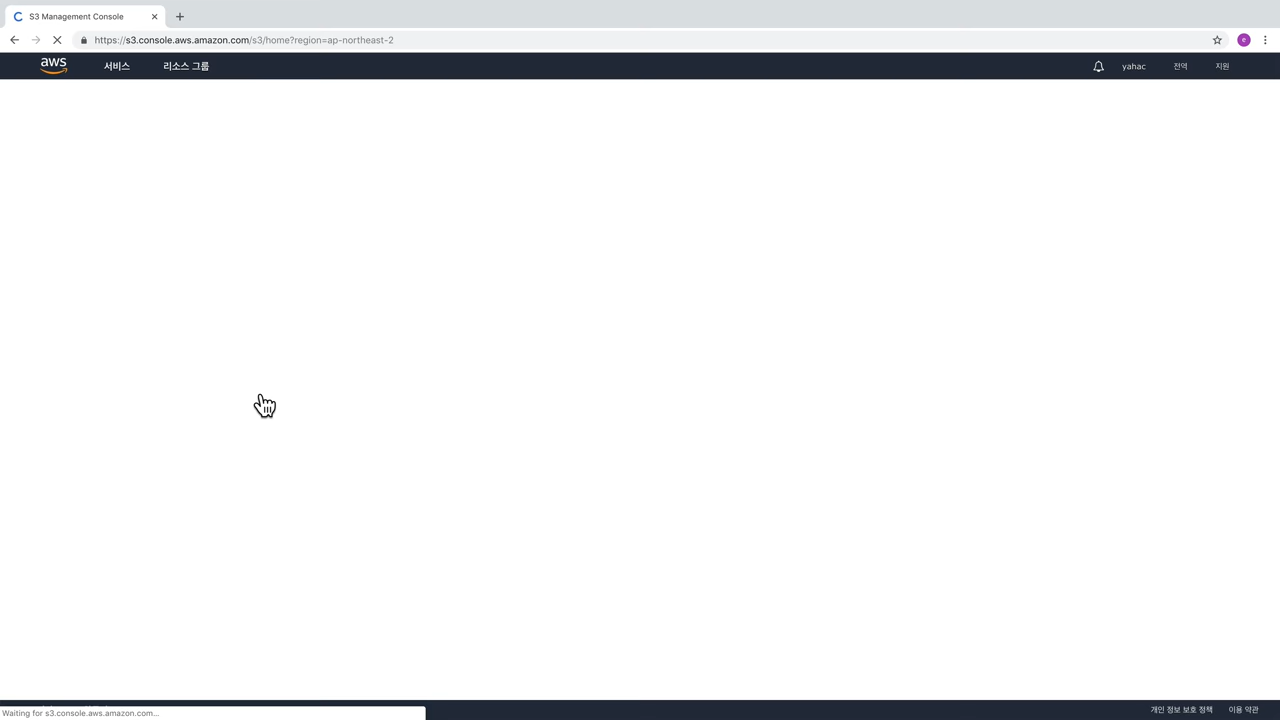 S3 Management Console
https://s3.console.aws.amazon.com/s3/home?region=ap-northeast-2
e
aws
서비스
리소스 그룹
yahac
전역
지원
Waiting for s3.console.aws.amazon.com...
개인 정보 보호 정책
이용 약관